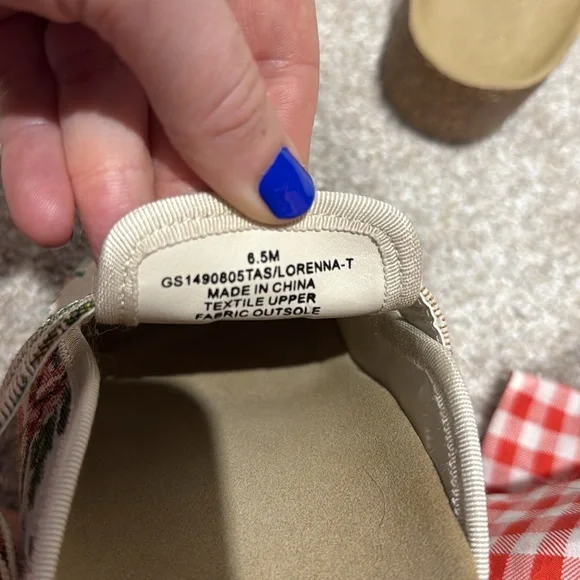 6.5M
GS1490805TAS/LORENNA-T
MADE IN CHINA
TEXTILE UPPER
FABRIC OUTSOLE